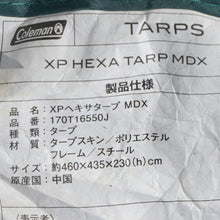 Coleman
TARPS
XP HEXA TARP MDX
製品仕様
品 名：XPヘキサタープ MDX
品 番：170T16550J
種 類：タープ
材 質：タープスキン／ポリエステル
フレーム／スチール
サイズ：約460×435×230(h)cm
原産国：中国